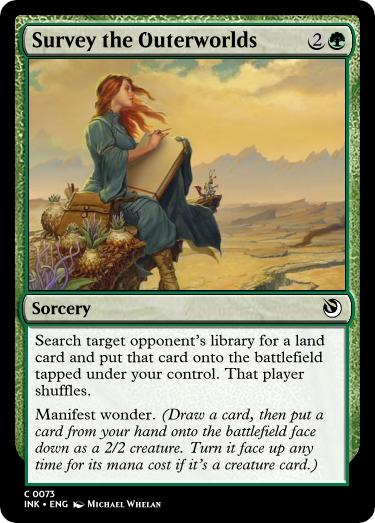 Survey the Outerworlds 2
Sorcery
Search target opponent's library for a land
card and put that card onto the battlefield
tapped under your control. That player
shuffles.
Manifest wonder. (Draw a card, then put a
card from your hand onto the battlefield face
down as a 2/2 creature. Turn it face up any
time for its mana cost if it's a creature card.)
C 0073
INK • ENG Michael Whelan